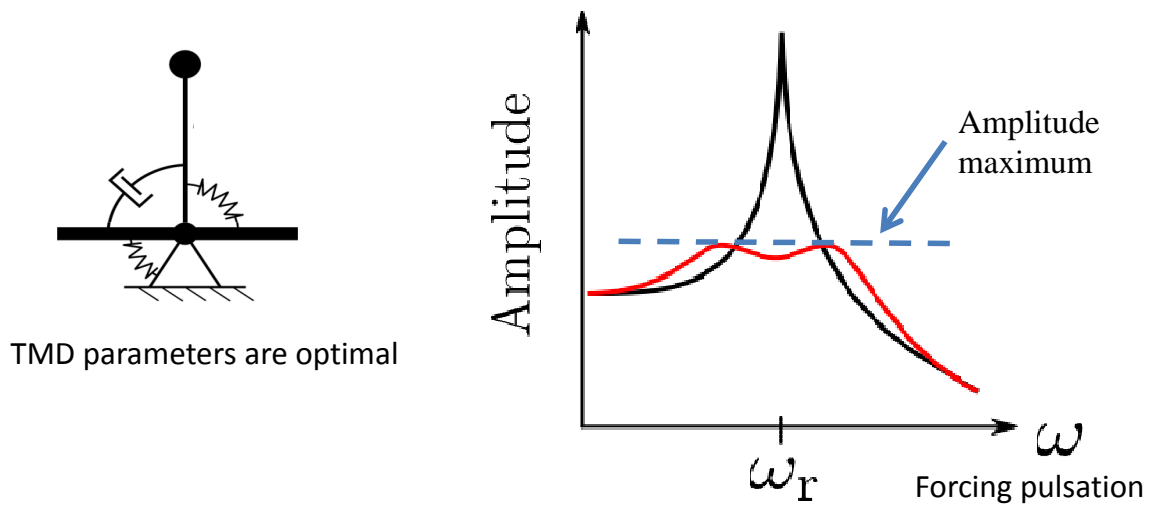 TMD parameters are optimal
Amplitude
Amplitude
maximum
ω
ωr
Forcing pulsation